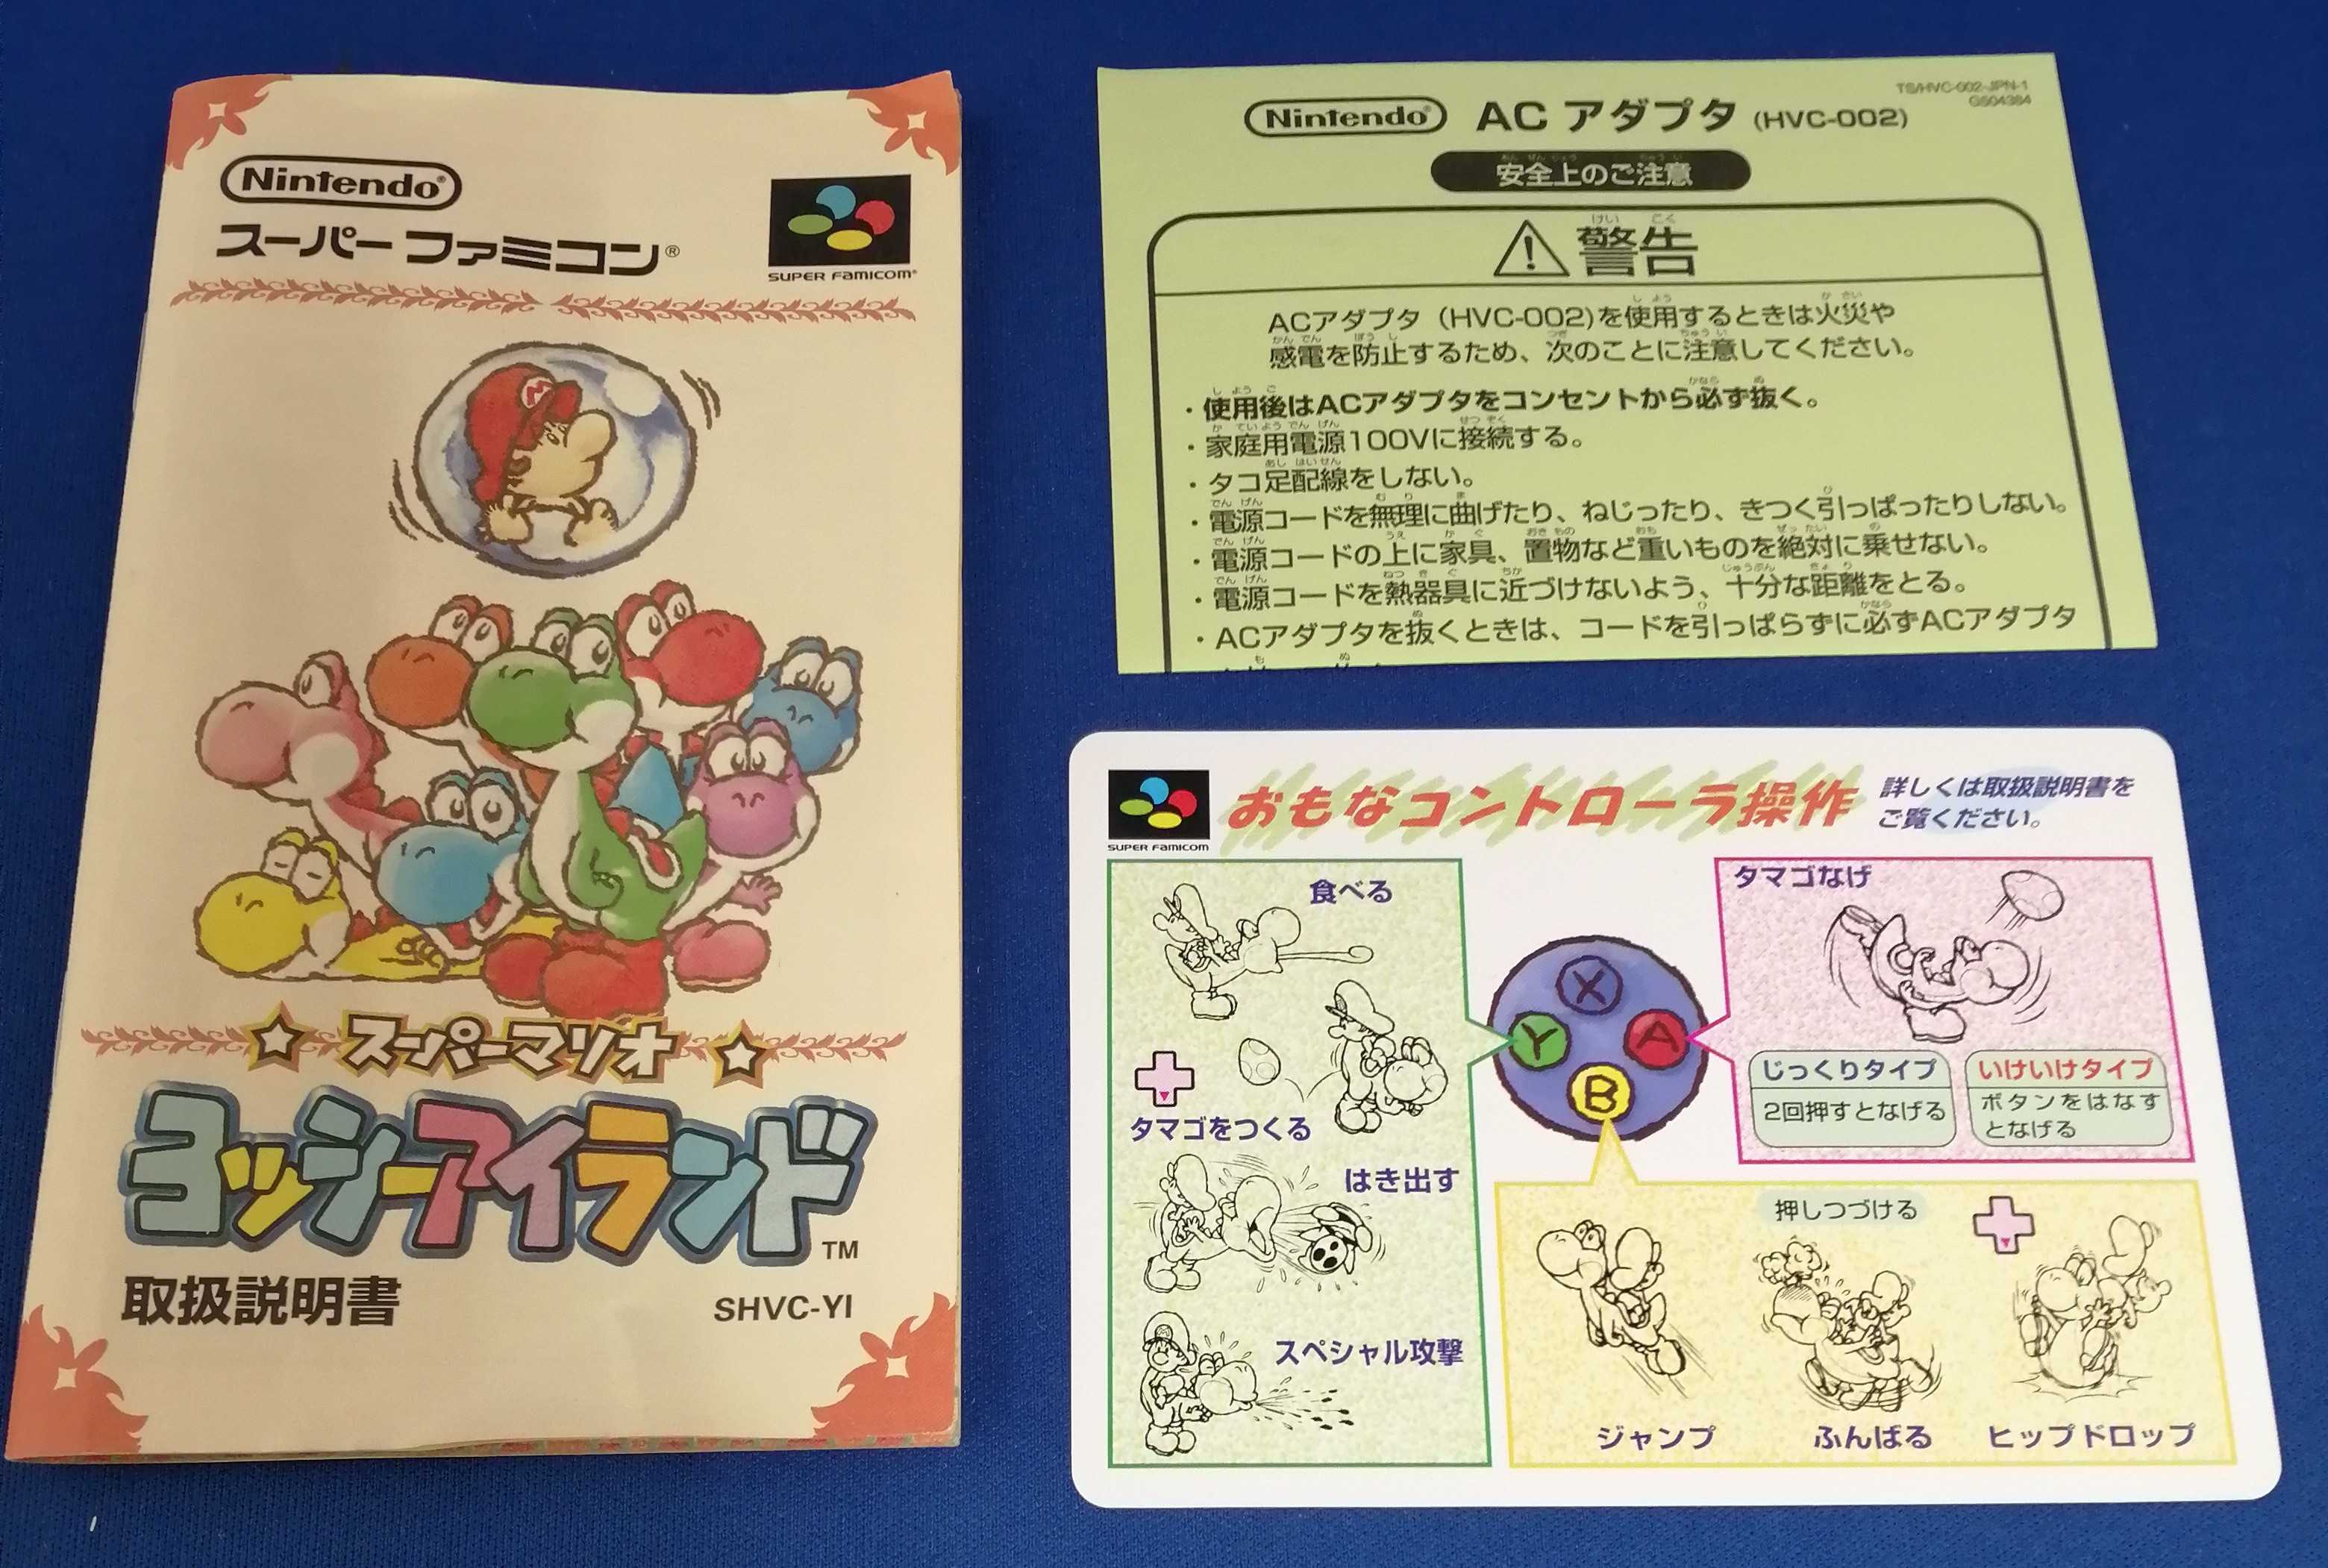 Nintendo®
スーパーファミコン®
SUPER FAMICOM®
M
スーパーマリオ
ヨッシーアイランド
TM
取扱説明書
SHVC-YI
TS/HVC-002-JPN-1
G504384
Nintendo® ACアダプタ(HVC-002)
安全上のご注意
警告
ACアダプタ(HVC-002)を使用するときは火災や
感電を防止するため、次のことに注意してください。
・使用後はACアダプタをコンセントから必ず抜く。
・家庭用電源100Vに接続する。
・タコ足配線をしない。
・電源コードを無理に曲げたり、ねじったり、きつく引っぱったりしない。
・電源コードの上に家具、置物など重いものを絶対に乗せない。
・電源コードを熱器具に近づけないよう、十分な距離をとる。
・ACアダプタを抜くときは、コードを引っぱらずに必ずACアダプタ
SUPER FAMICOM
おもなコントローラ操作
詳しくは取扱説明書を
ご覧ください。
食べる
タマゴをつくる
はき出す
スペシャル攻撃
X
Y
A
B
タマゴなげ
じっくりタイプ
2回押すとなげる
いけいけタイプ
ボタンをはなす
となげる
押しつづける
ジャンプ
ふんばる
ヒップドロップ